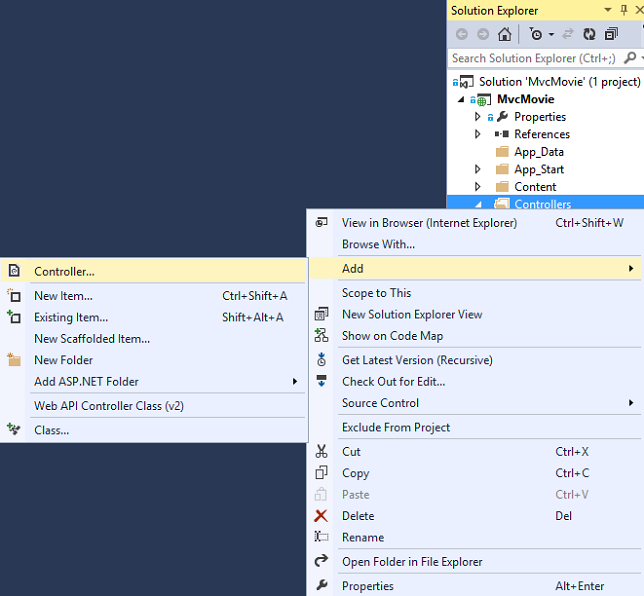 Solution Explorer
Search Solution Explorer (Ctrl+;)
Solution 'MvcMovie' (1 project)
MvcMovie
Properties
References
App_Data
App_Start
Content
Controllers
View in Browser (Internet Explorer) Ctrl+Shift+W
Browse With...
Add
Scope to This
New Solution Explorer View
Show on Code Map
Get Latest Version (Recursive)
Check Out for Edit...
Source Control
Exclude From Project
Cut Ctrl+X
Copy Ctrl+C
Paste Ctrl+V
Delete Del
Rename
Open Folder in File Explorer
Properties Alt+Enter
Controller...
New Item... Ctrl+Shift+A
Existing Item... Shift+Alt+A
New Scaffolded Item...
New Folder
Add ASP.NET Folder
Web API Controller Class (v2)
Class...